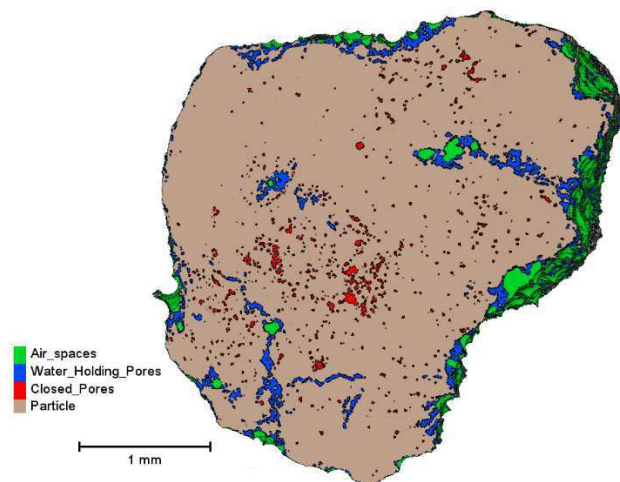 Air_spaces
Water_Holding_Pores
Closed_Pores
Particle
1 mm